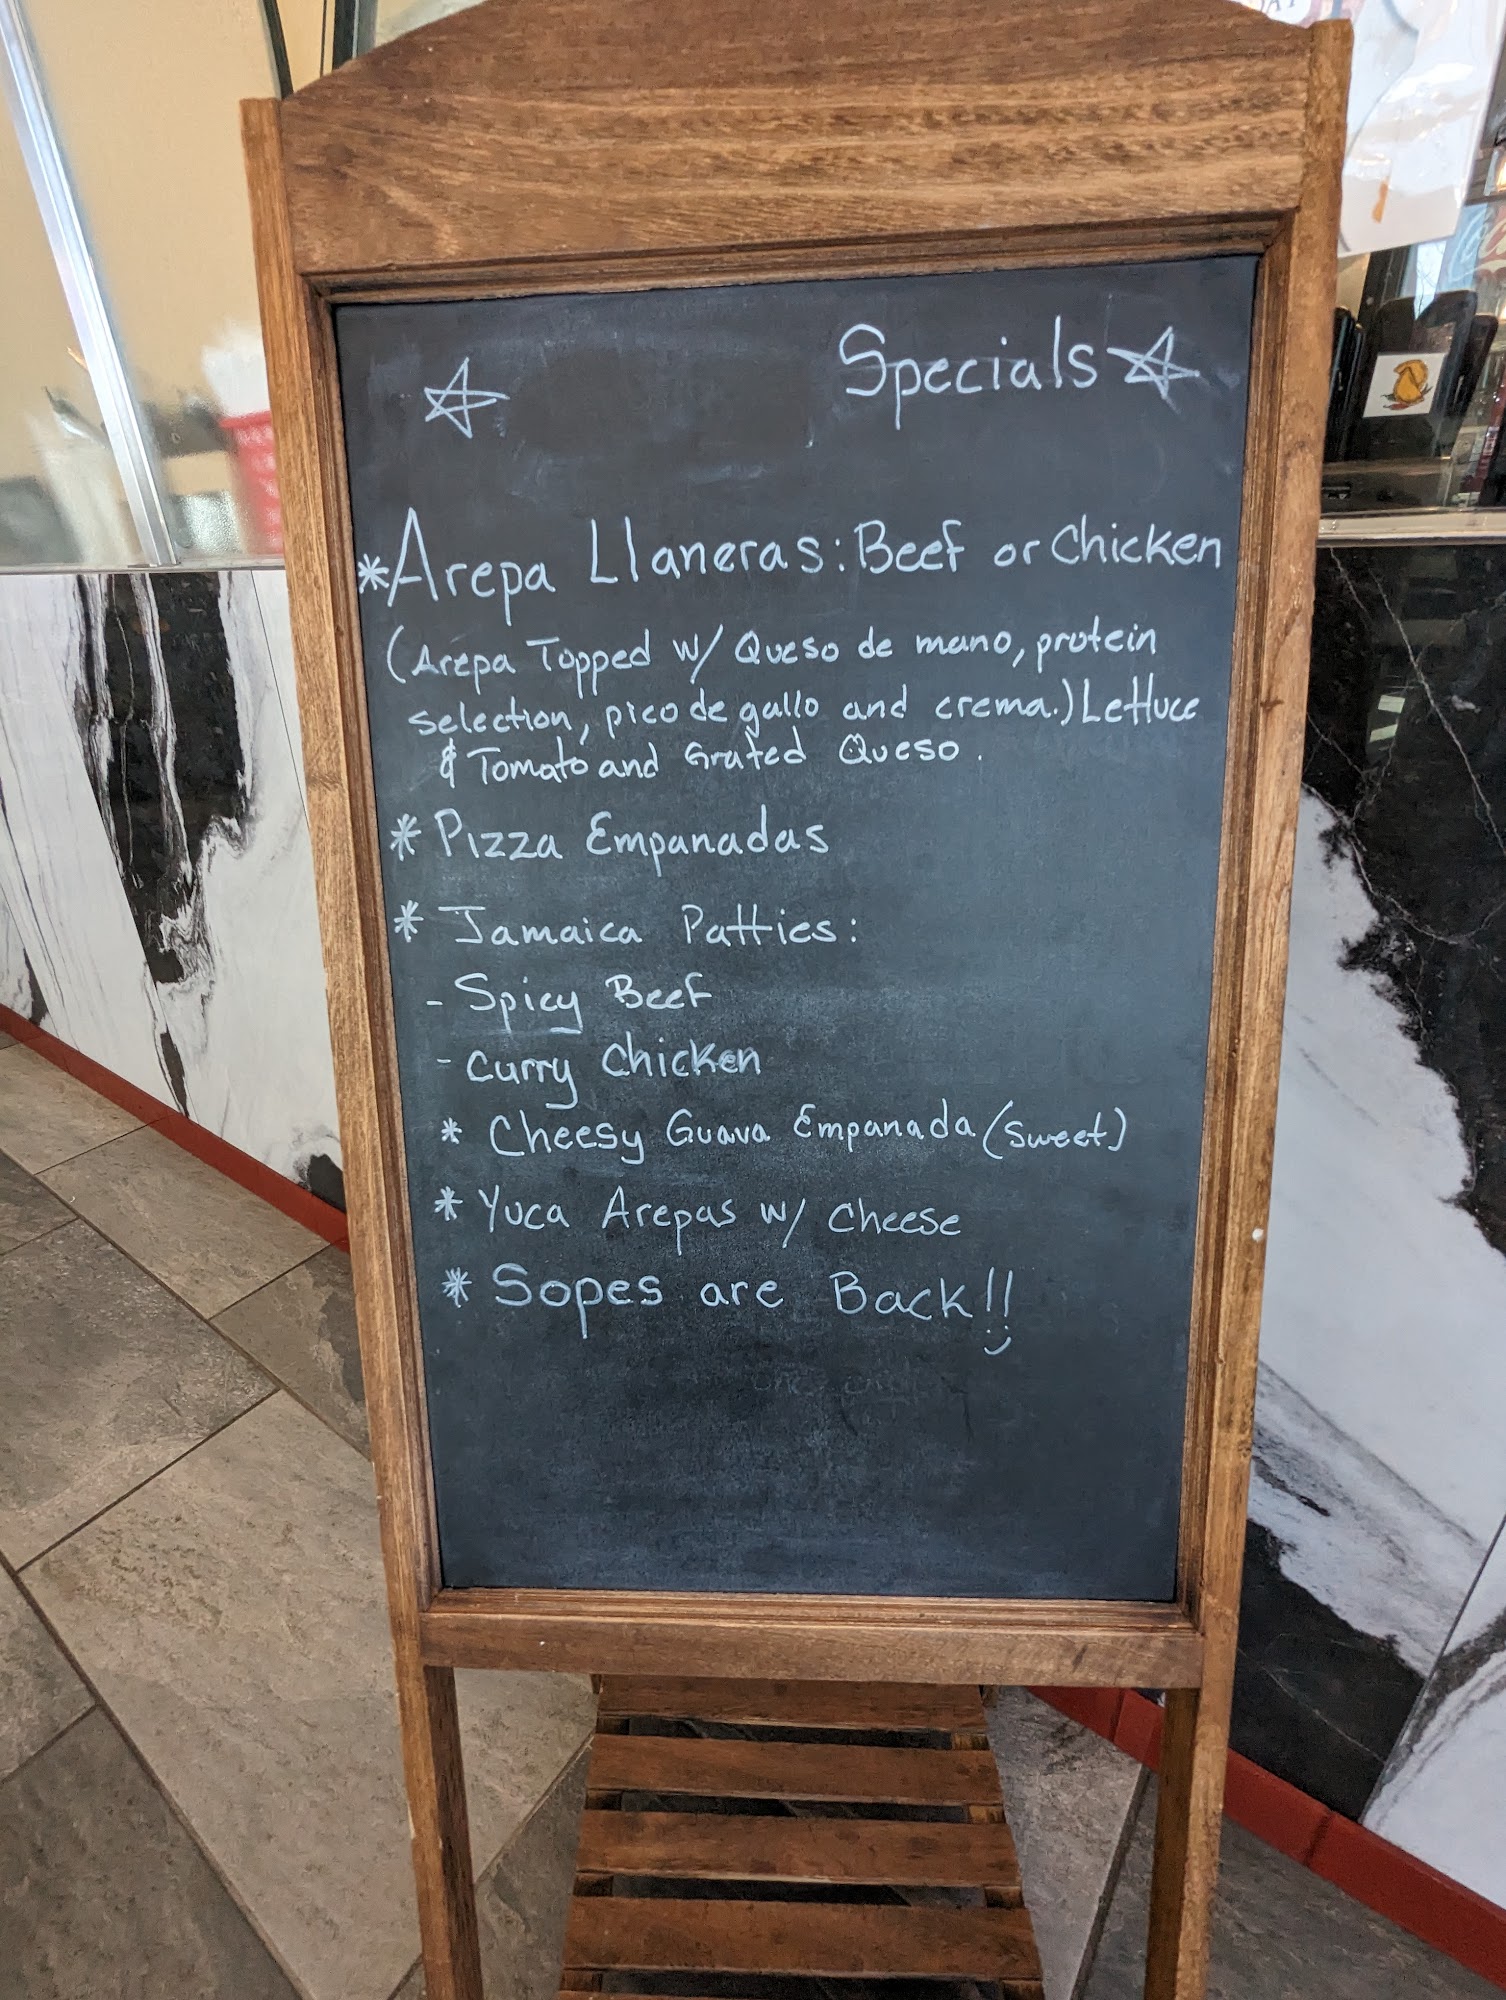 Specials
*Arepa Llaneras: Beef or Chicken
(Arepa Topped w/ Queso de mano, protein
selection, pico de gallo and crema.) Lettuce
& Tomato and Grated Queso.
* Pizza Empanadas
* Jamaica Patties:
- Spicy Beef
- Curry Chicken
* Cheesy Guava Empanada (Sweet)
* Yuca Arepas w/ cheese
* Sopes are Back!!